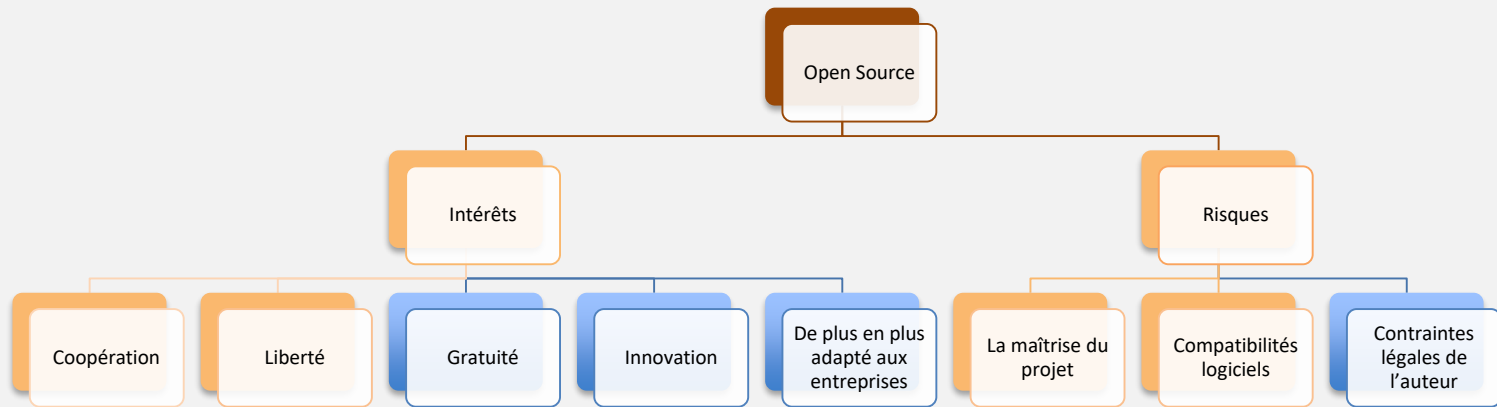 Open Source
Intérêts
Risques
Coopération
Liberté
Gratuité
Innovation
De plus en plus
adapté aux
entreprises
La maîtrise du
projet
Compatibilités
logiciels
Contraintes
légales de
l’auteur